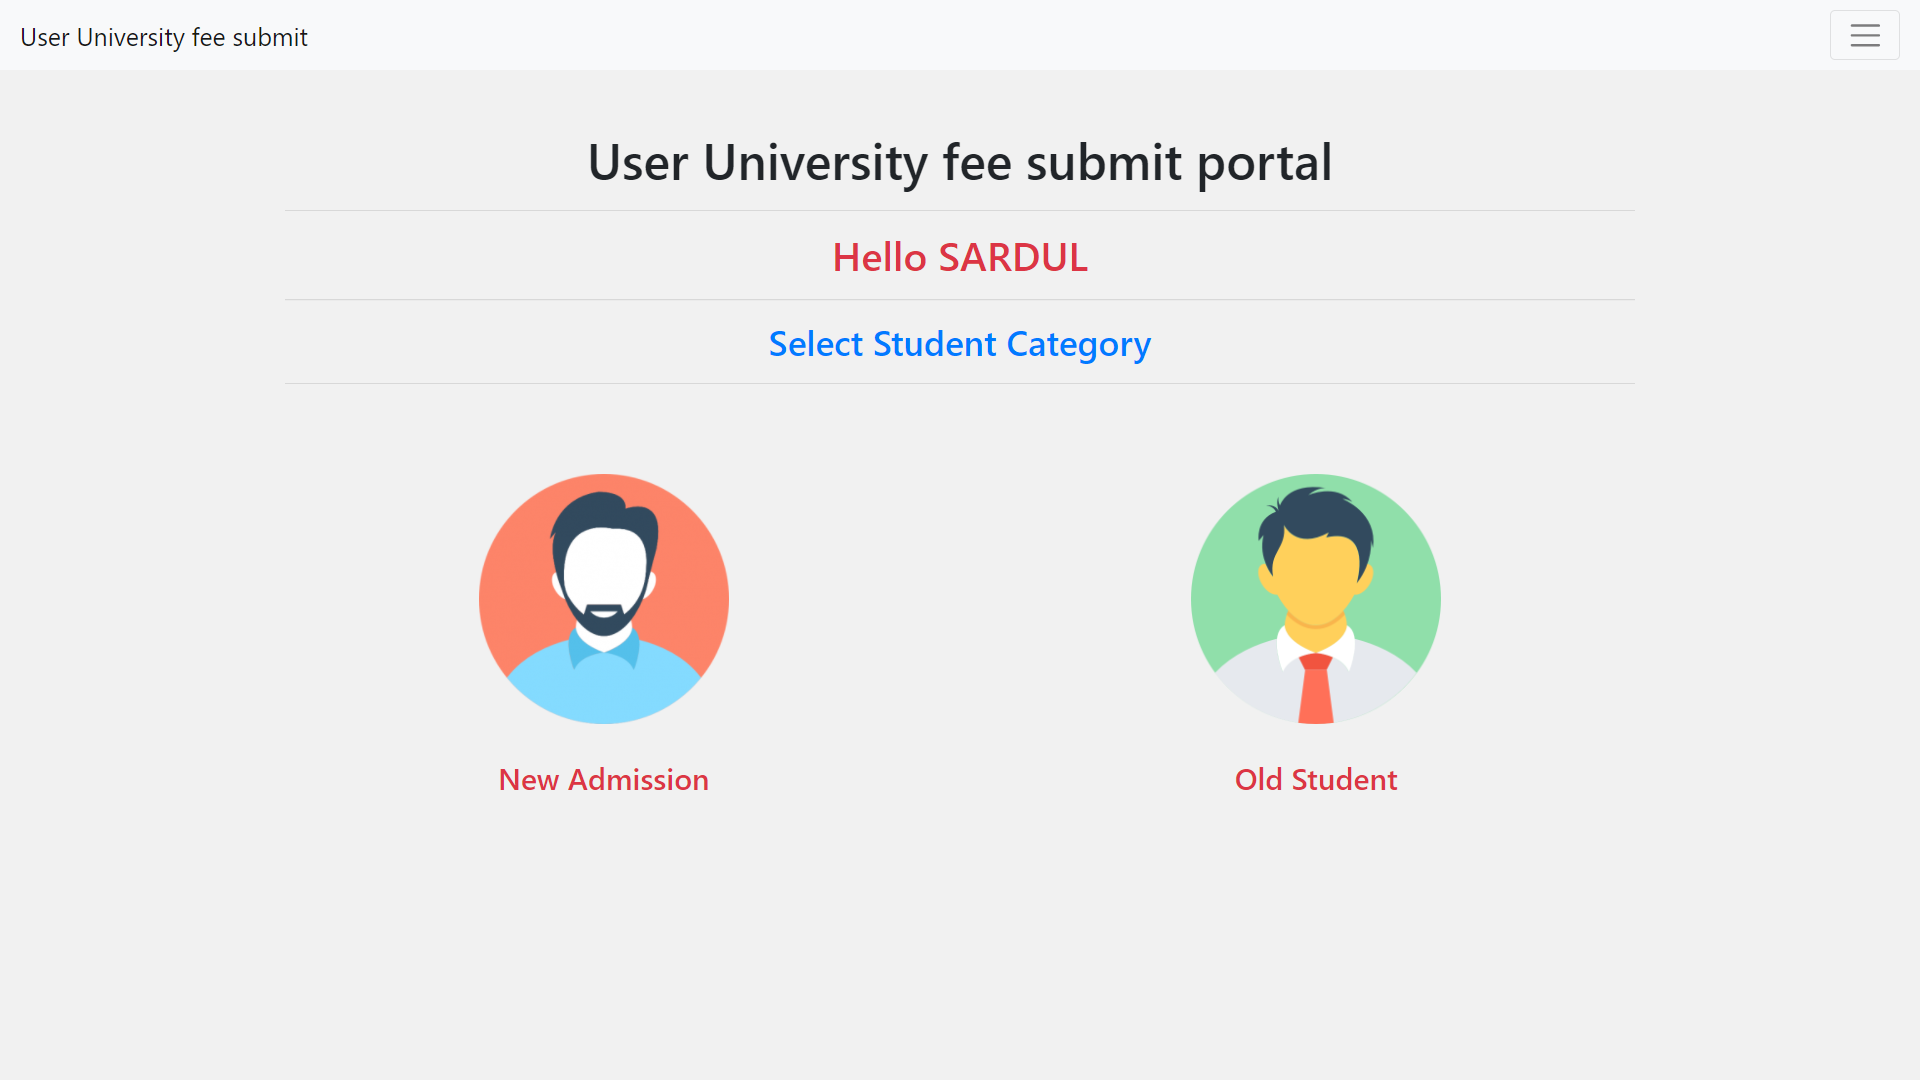 User University fee submit
User University fee submit portal
Hello SARDUL
Select Student Category
New Admission
Old Student